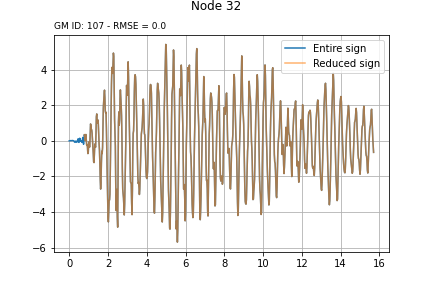 Node 32
GM ID: 107 - RMSE = 0.0
Entire sign
Reduced sign
4
2
0
−2
−4
−6
0 2 4 6 8 10 12 14 16